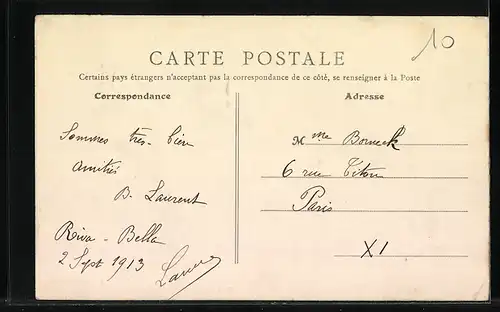 10
CARTE POSTALE
Certains pays étrangers n'acceptant pas la correspondance de ce côté, se renseigner à la Poste
Correspondance
Sommes très-bien
amitiés
B. Laurent
Riva-Bella
2 Sept 1913
Adresse
Mme Borneck
6 rue Titon
Paris
XI